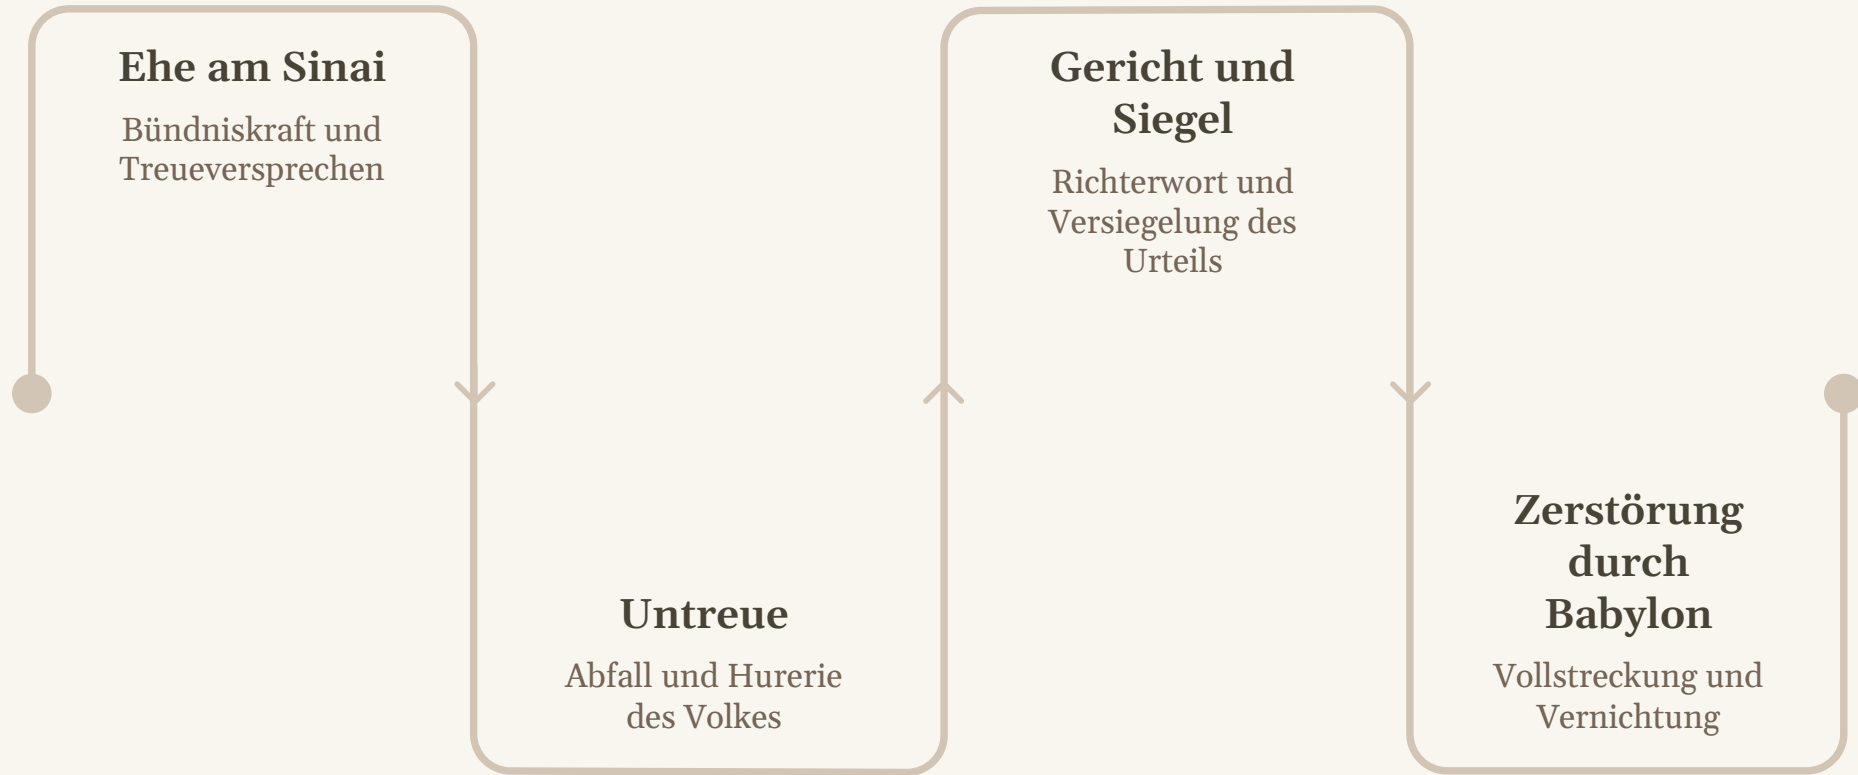 Ehe am Sinai
Bündniskraft und
Treueversprechen
Untreue
Abfall und Hurerie
des Volkes
Gericht und
Siegel
Richterwort und
Versiegelung des
Urteils
Zerstörung
durch
Babylon
Vollstreckung und
Vernichtung